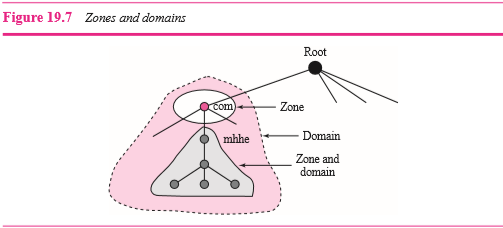 Figure 19.7 Zones and domains
Root
com
Zone
mhhe
Domain
Zone and
domain